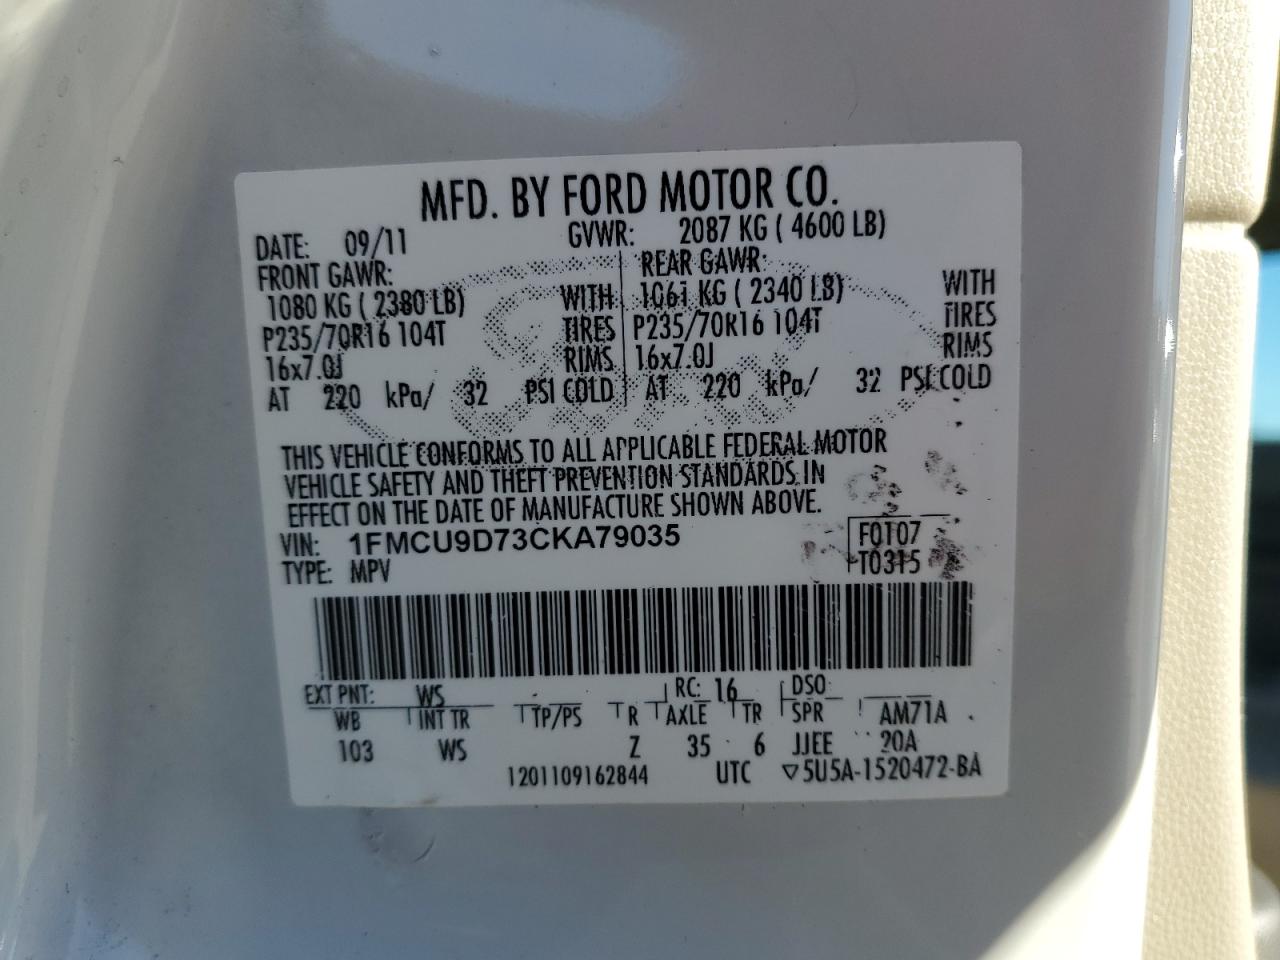 MFD. BY FORD MOTOR CO.
DATE: 09/11 GVWR: 2087 KG ( 4600 LB)
FRONT GAWR: REAR GAWR:
1080 KG ( 2380 LB) WITH 1061 KG ( 2340 LB) WITH
P235/70R16 104T TIRES P235/70R16 104T TIRES
16x7.0J RIMS 16x7.0J RIMS
AT 220 kPa/ 32 PSI COLD AT 220 kPa/ 32 PSI COLD
THIS VEHICLE CONFORMS TO ALL APPLICABLE FEDERAL MOTOR
VEHICLE SAFETY AND THEFT PREVENTION STANDARDS IN
EFFECT ON THE DATE OF MANUFACTURE SHOWN ABOVE.
VIN: 1FMCU9D73CKA79035 F0107
TYPE: MPV T0315
EXT PNT: WS RC: 16 DSO:
WB INT TR TP/PS R AXLE TR SPR AM71A
103 WS Z 35 6 JJEE 20A
1201109162844 UTC ▽5U5A-1520472-BA